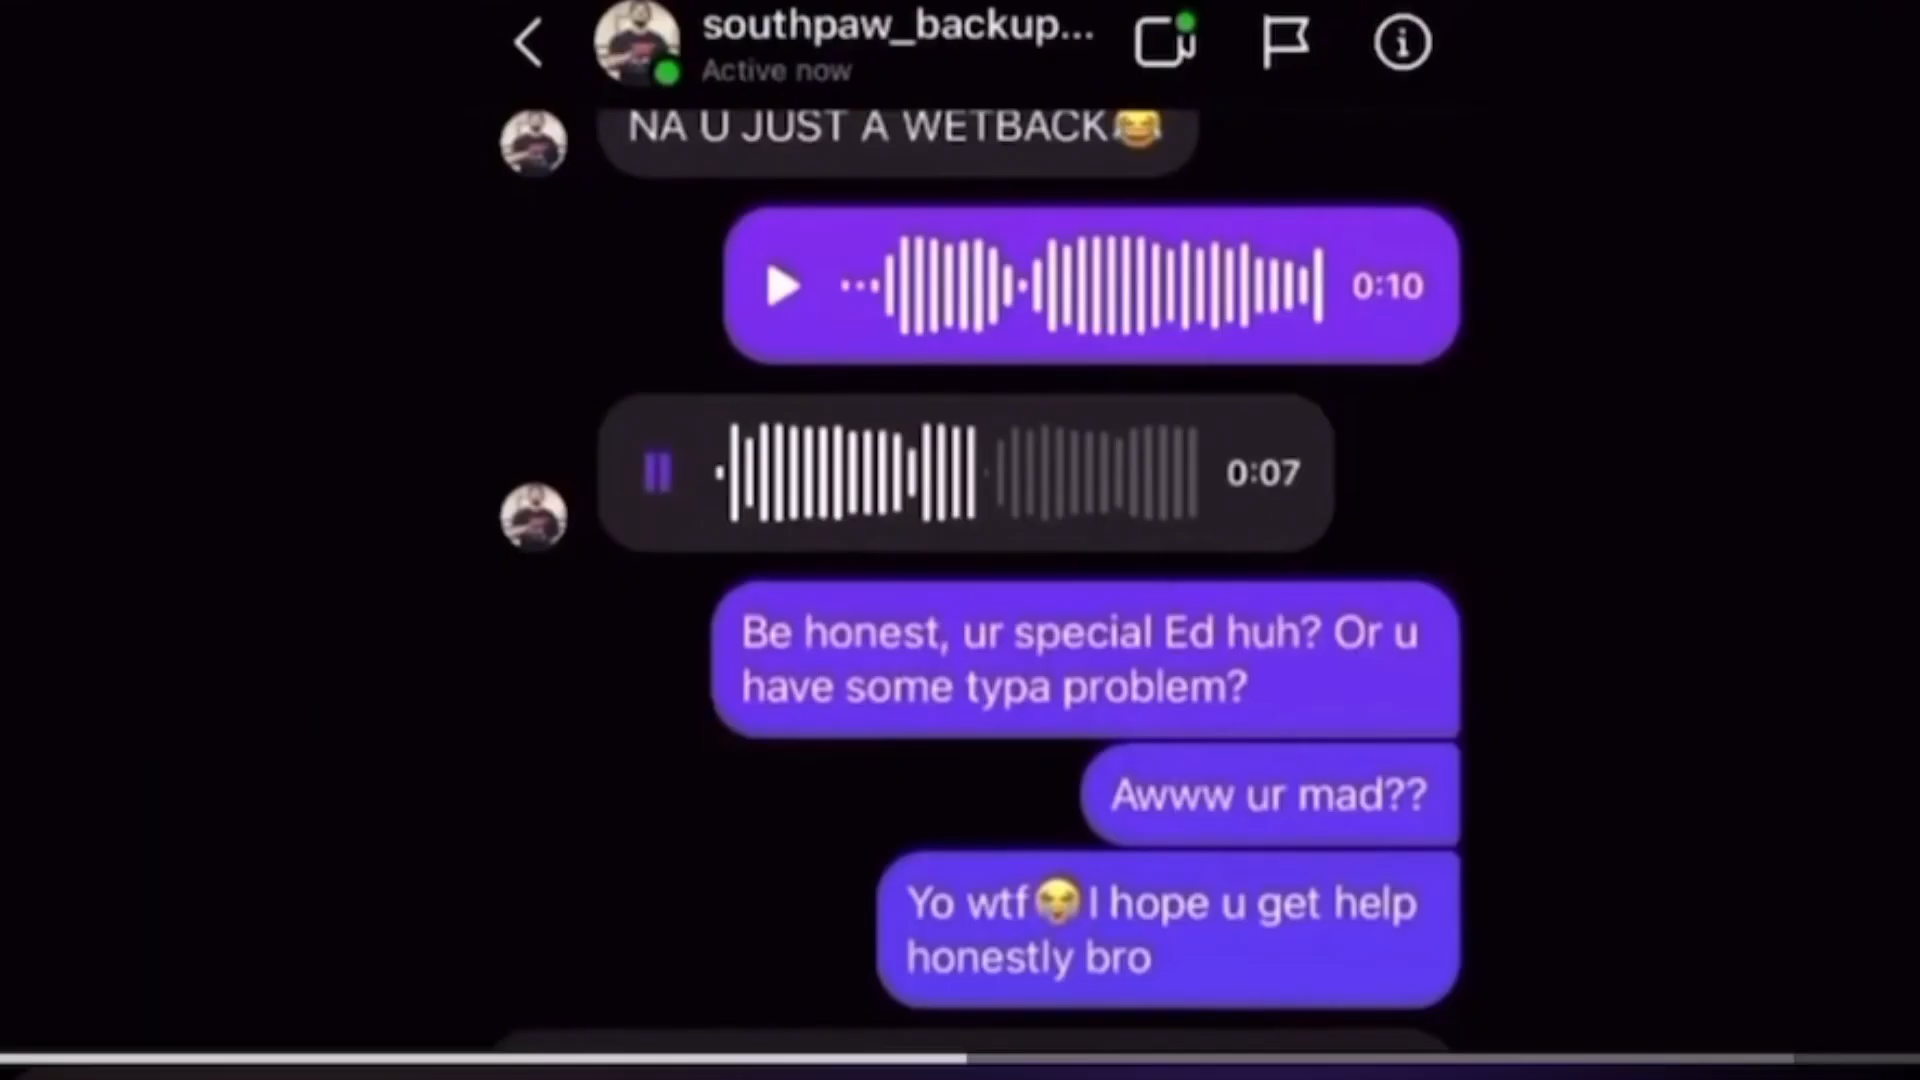 southpaw_backup...
Active now
NA U JUST A WETBACK😂
0:10
0:07
Be honest, ur special Ed huh? Or u
have some typa problem?
Awww ur mad??
Yo wtf😭I hope u get help
honestly bro